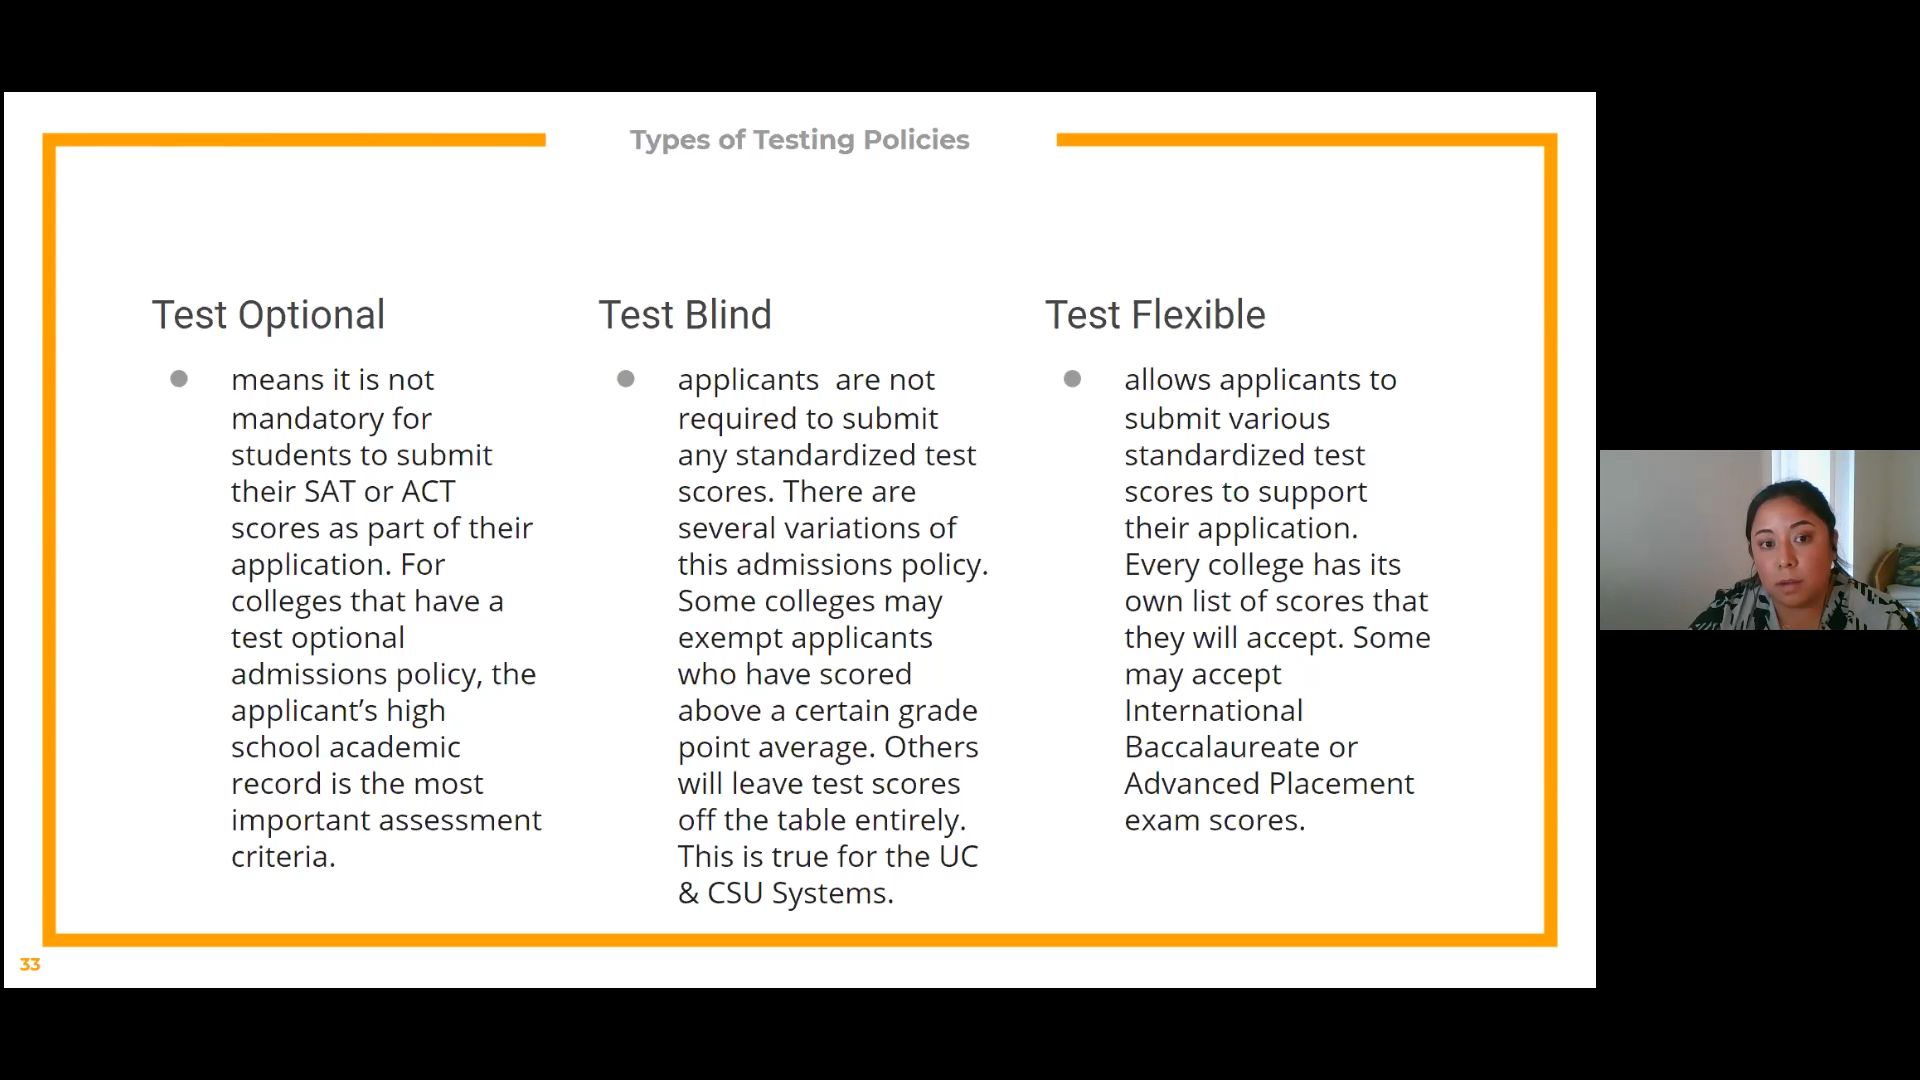 Types of Testing Policies
Test Optional
means it is not
mandatory for
students to submit
their SAT or ACT
scores as part of their
application. For
colleges that have a
test optional
admissions policy, the
applicant’s high
school academic
record is the most
important assessment
criteria.
Test Blind
applicants  are not
required to submit
any standardized test
scores. There are
several variations of
this admissions policy.
Some colleges may
exempt applicants
who have scored
above a certain grade
point average. Others
will leave test scores
off the table entirely.
This is true for the UC
& CSU Systems.
Test Flexible
allows applicants to
submit various
standardized test
scores to support
their application.
Every college has its
own list of scores that
they will accept. Some
may accept
International
Baccalaureate or
Advanced Placement
exam scores.
33